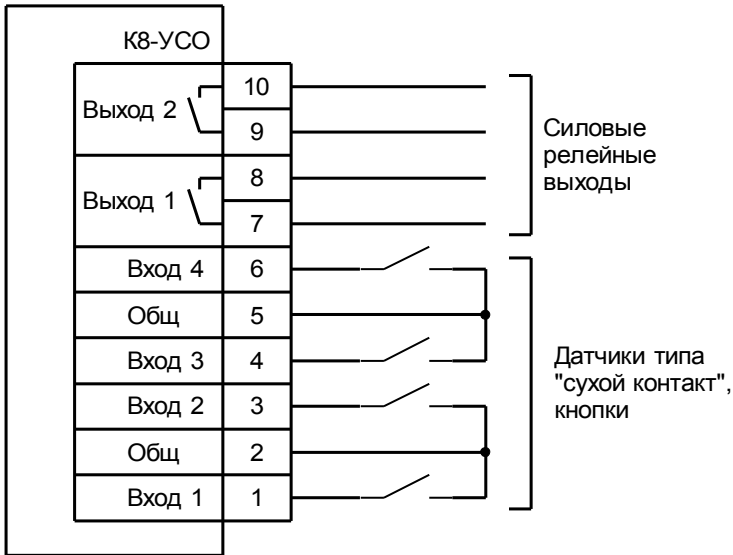 К8-УСО
Выход 2
10
9
Выход 1
8
7
Вход 4 6
Общ 5
Вход 3 4
Вход 2 3
Общ 2
Вход 1 1
Силовые
релейные
выходы
Датчики типа
"сухой контакт",
кнопки